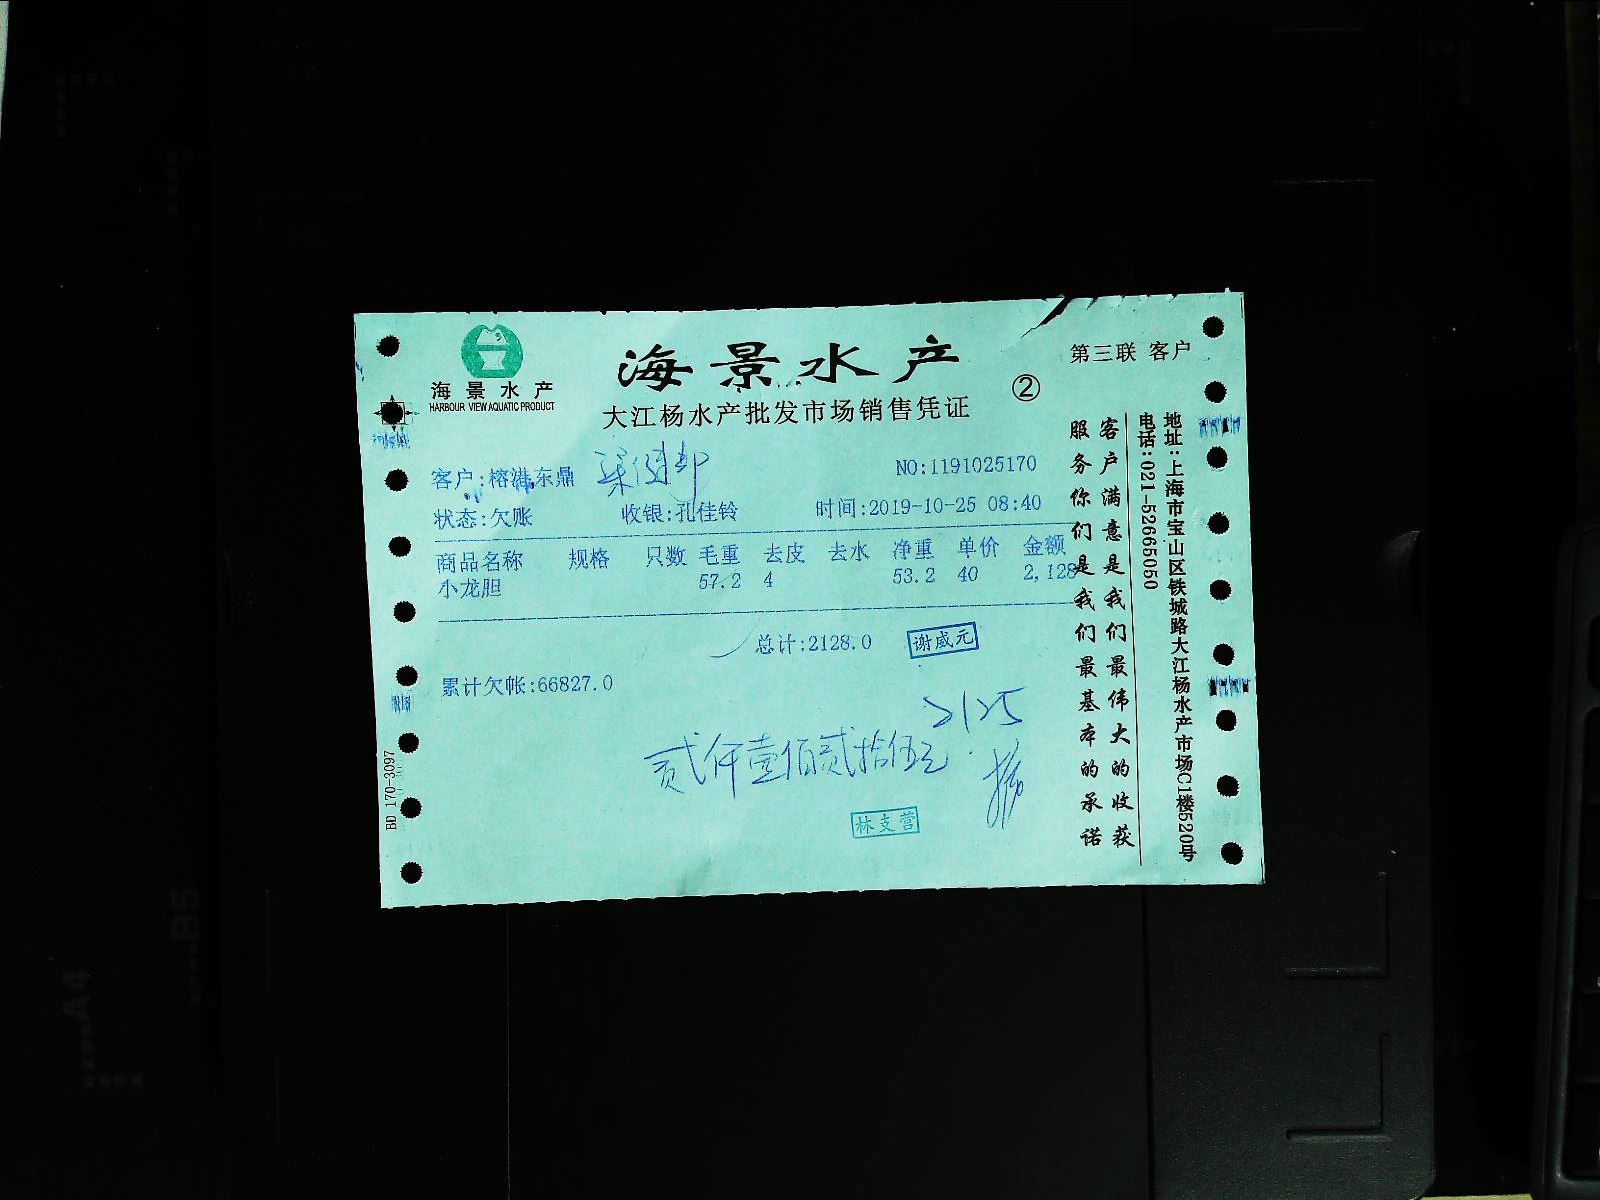 海景水产
HARBOUR VIEW AQUATIC PRODUCT
海景水产
大江杨水产批发市场销售凭证
②
第三联 客户
客户:榕港东鼎
NO:1191025170
状态:欠账 收银:孔佳铃 时间:2019-10-25 08:40
商品名称 规格 只数 毛重 去皮 去水 净重 单价 金额
小龙胆 57.2 4 53.2 40 2,128
总计:2128.0 谢威元
累计欠帐:66827.0
2125
贰仟壹佰贰拾伍元
林支营
客户满意是我们最伟大的收获
服务你们是我们最基本的承诺
地址:上海市宝山区铁城路大江杨水产市场C1楼520号
电话:021-52665050
BD 170-3097
B5
A4